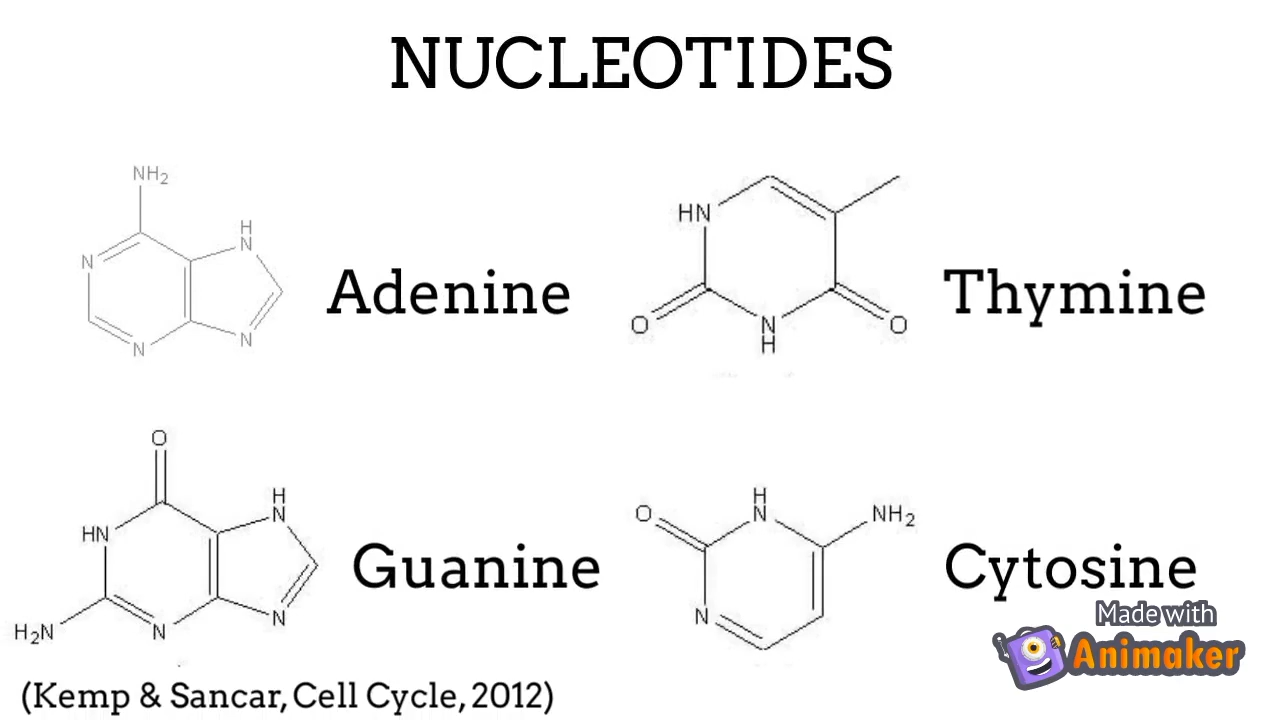 NUCLEOTIDES
NH2
N
H
N
N
N
Adenine
HN
O
N
H
O
Thymine
O
HN
H
N
H2N
N
N
Guanine
O
H
N
NH2
N
Cytosine
Made with
Animaker
(Kemp & Sancar, Cell Cycle, 2012)